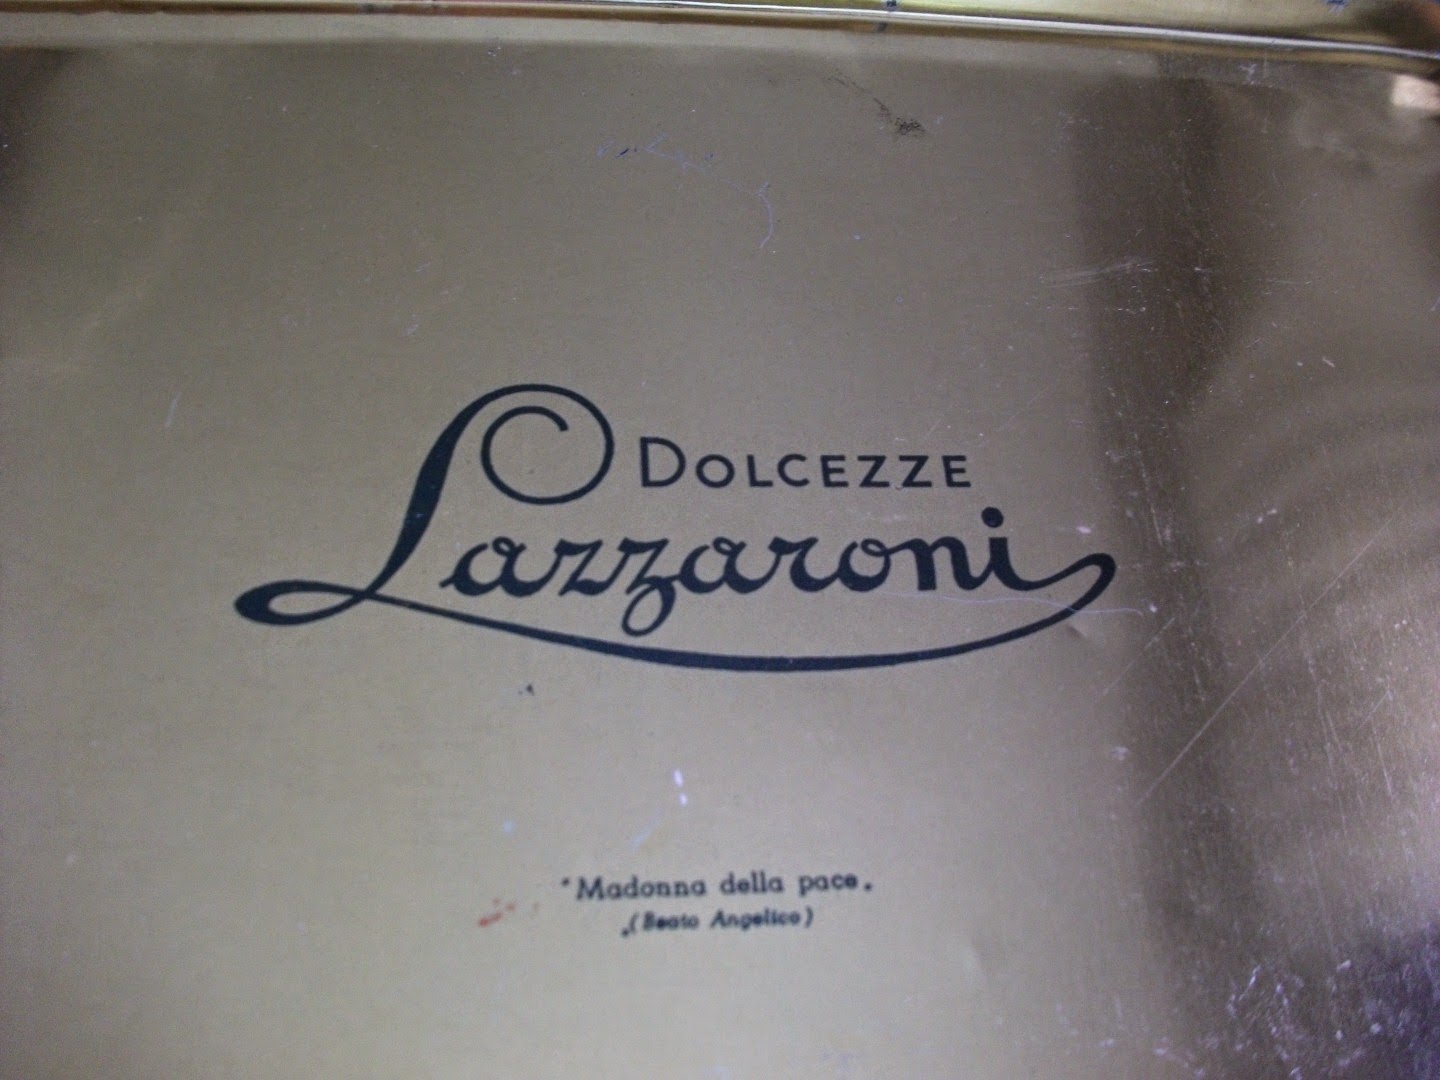 DOLCEZZE
Lazzaroni
"Madonna della pace"
(Beato Angelico)